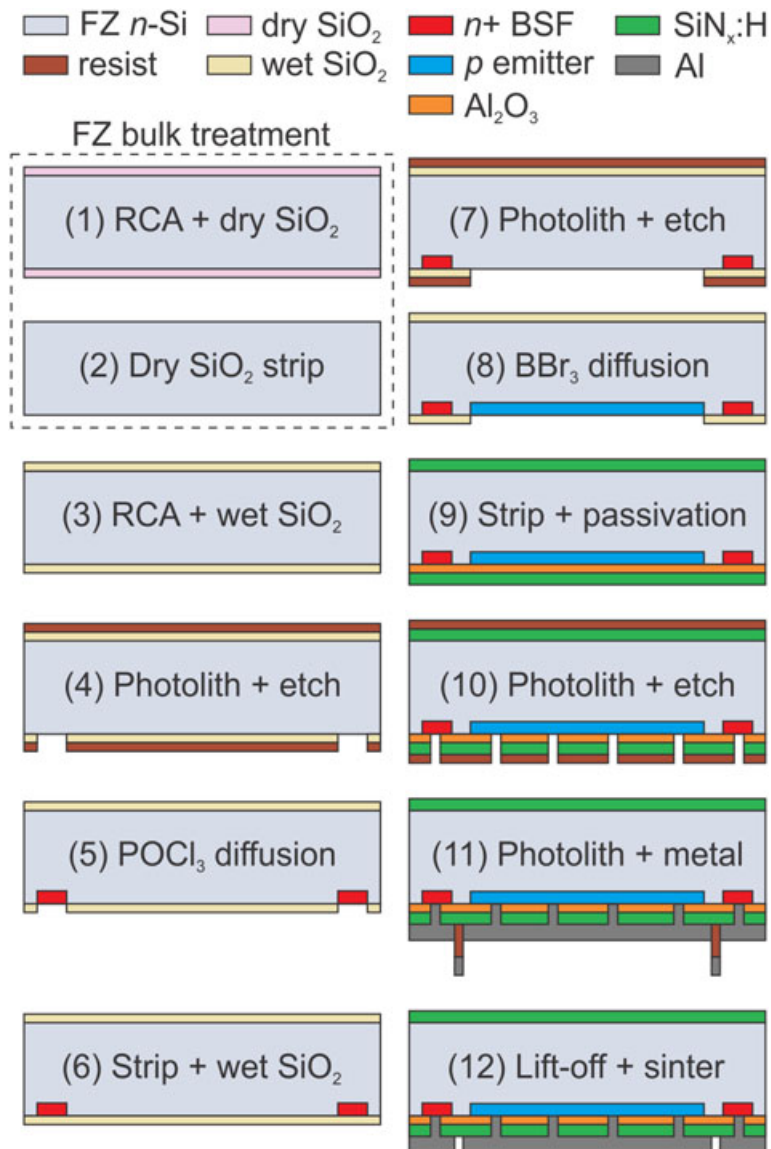 FZ n-Si
dry SiO₂
n+ BSF
SiNₓ:H
resist
wet SiO₂
p emitter
Al
Al₂O₃
FZ bulk treatment
(1) RCA + dry SiO₂
(2) Dry SiO₂ strip
(3) RCA + wet SiO₂
(4) Photolith + etch
(5) POCl₃ diffusion
(6) Strip + wet SiO₂
(7) Photolith + etch
(8) BBr₃ diffusion
(9) Strip + passivation
(10) Photolith + etch
(11) Photolith + metal
(12) Lift-off + sinter